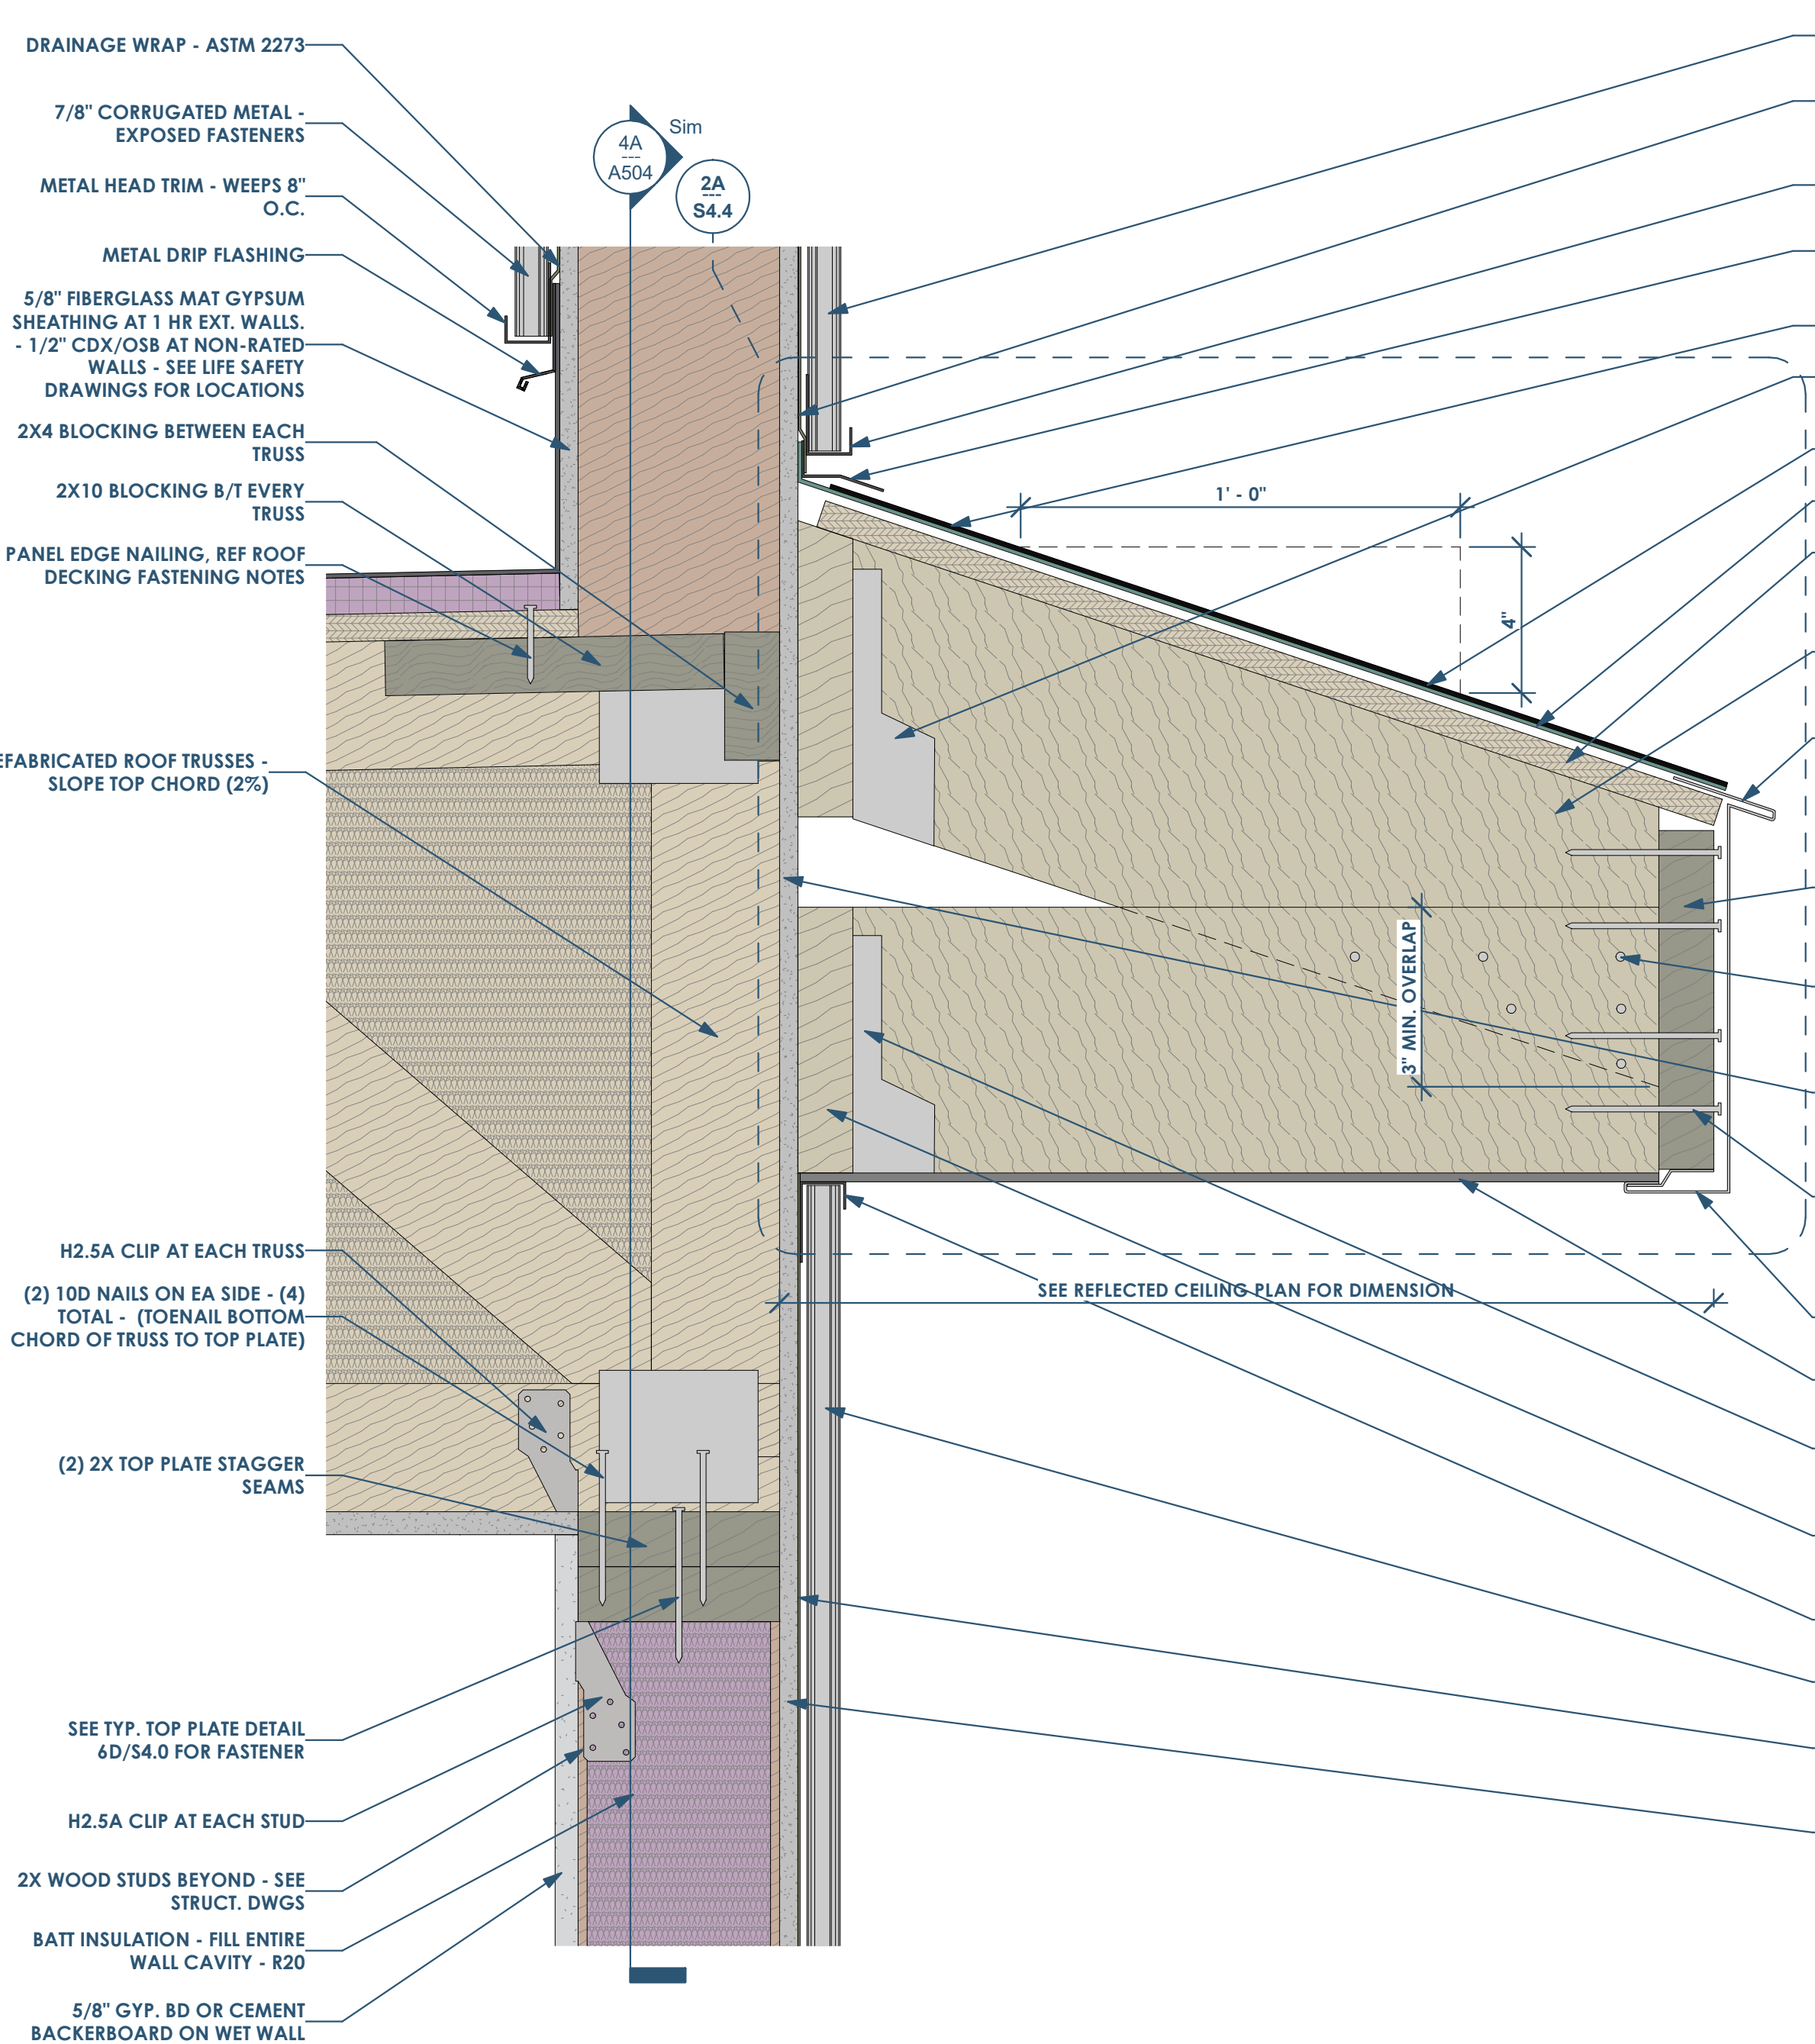 DRAINAGE WRAP - ASTM 2273
7/8" CORRUGATED METAL -
EXPOSED FASTENERS
METAL HEAD TRIM - WEEPS 8"
O.C.
METAL DRIP FLASHING
5/8" FIBERGLASS MAT GYPSUM
SHEATHING AT 1 HR EXT. WALLS.
- 1/2" CDX/OSB AT NON-RATED
WALLS - SEE LIFE SAFETY
DRAWINGS FOR LOCATIONS
2X4 BLOCKING BETWEEN EACH
TRUSS
2X10 BLOCKING B/T EVERY
TRUSS
PANEL EDGE NAILING, REF ROOF
DECKING FASTENING NOTES
EFABRICATED ROOF TRUSSES -
SLOPE TOP CHORD (2%)
H2.5A CLIP AT EACH TRUSS
(2) 10D NAILS ON EA SIDE - (4)
TOTAL - (TOENAIL BOTTOM
CHORD OF TRUSS TO TOP PLATE)
(2) 2X TOP PLATE STAGGER
SEAMS
SEE TYP. TOP PLATE DETAIL
6D/S4.0 FOR FASTENER
H2.5A CLIP AT EACH STUD
2X WOOD STUDS BEYOND - SEE
STRUCT. DWGS
BATT INSULATION - FILL ENTIRE
WALL CAVITY - R20
5/8" GYP. BD OR CEMENT
BACKERBOARD ON WET WALL
4A
---
A504
Sim
2A
---
S4.4
1' - 0"
4"
3" MIN. OVERLAP
SEE REFLECTED CEILING PLAN FOR DIMENSION